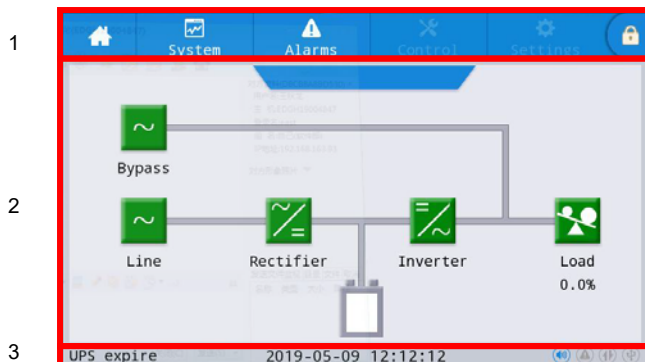 1
System Alarms Control Settings
2
Bypass
Line Rectifier Inverter Load
0.0%
3
UPS expire 2019-05-09 12:12:12